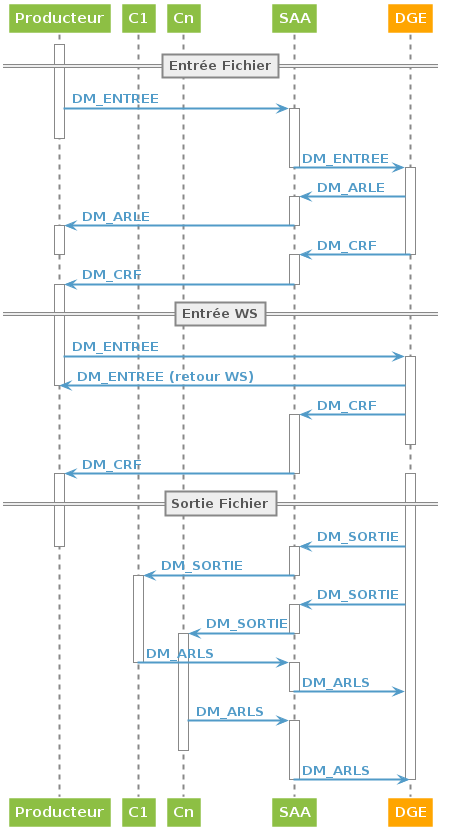 Producteur C1 Cn SAA DGE
Entrée Fichier
DM_ENTREE
DM_ENTREE
DM_ARLE
DM_ARLE
DM_CRF
DM_CRF
Entrée WS
DM_ENTREE
DM_ENTREE (retour WS)
DM_CRF
DM_CRF
Sortie Fichier
DM_SORTIE
DM_SORTIE
DM_SORTIE
DM_SORTIE
DM_ARLS
DM_ARLS
DM_ARLS
DM_ARLS
Producteur C1 Cn SAA DGE